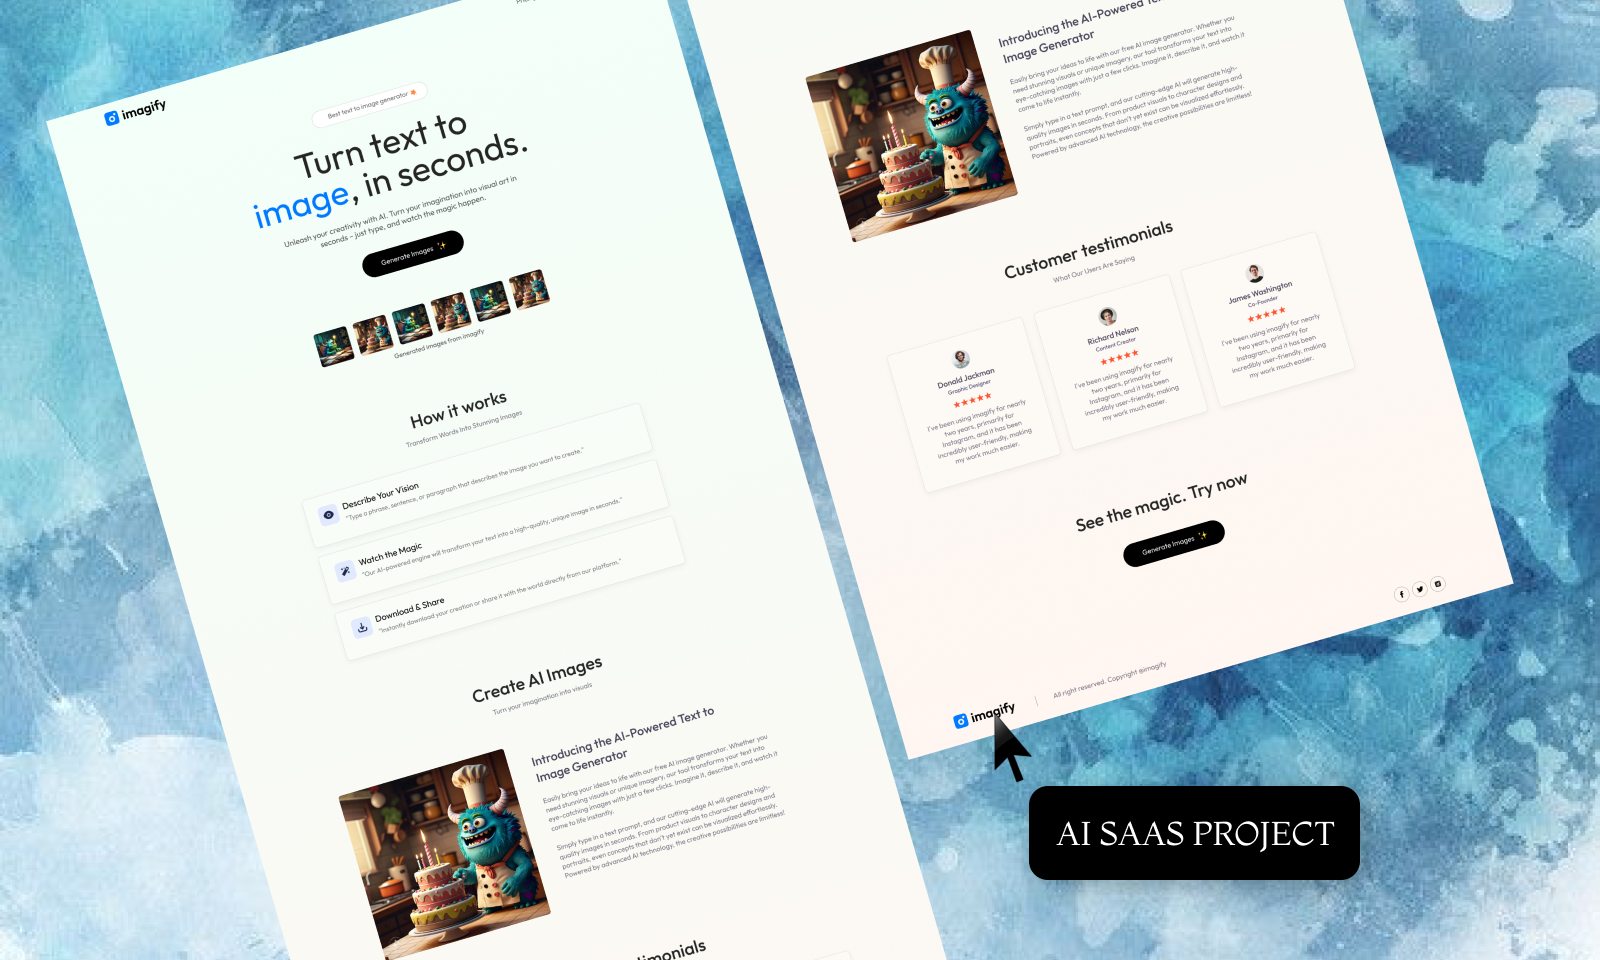 imagify
Best text to image generator
Turn text to
image, in seconds.
Unleash your creativity with AI. Turn your imagination into visual art in
seconds – just type, and watch the magic happen.
Generate Images
Generated images from imagify
How it works
Transform Words Into Stunning Images
Describe Your Vision
"Type a phrase, sentence, or paragraph that describes the image you want to create."
Watch the Magic
"Our AI-powered engine will transform your text into a high-quality, unique image in seconds."
Download & Share
"Instantly download your creation or share it with the world directly from our platform."
Create AI Images
Turn your imagination into visuals
Introducing the AI-Powered Text to
Image Generator
Easily bring your ideas to life with our free AI image generator. Whether you
need stunning visuals or unique imagery, our tool transforms your text into
eye-catching images with just a few clicks. Imagine it, describe it, and watch it
come to life instantly.
Simply type in a text prompt, and our cutting-edge AI will generate high-
quality images in seconds. From product visuals to character designs and
portraits, even concepts that don't yet exist can be visualized effortlessly.
Powered by advanced AI technology, the creative possibilities are limitless!
Introducing the AI-Powered
Image Generator
Easily bring your ideas to life with our free AI image generator. Whether you
need stunning visuals or unique imagery, our tool transforms your text into
eye-catching images with just a few clicks. Imagine it, describe it, and watch it
come to life instantly.
Simply type in a text prompt, and our cutting-edge AI will generate high-
quality images in seconds. From product visuals to character designs and
portraits, even concepts that don't yet exist can be visualized effortlessly.
Powered by advanced AI technology, the creative possibilities are limitless!
Customer testimonials
What Our Users Are Saying
Donald Jackman
Graphic Designer
I've been using imagify for nearly
two years, primarily for
Instagram, and it has been
incredibly user-friendly, making
my work much easier.
Richard Nelson
Content Creator
I've been using imagify for nearly
two years, primarily for
Instagram, and it has been
incredibly user-friendly, making
my work much easier.
James Washington
Co-Founder
I've been using imagify for nearly
two years, primarily for
Instagram, and it has been
incredibly user-friendly, making
my work much easier.
See the magic. Try now
Generate Images
imagify
All right reserved. Copyright @imagify
AI SAAS PROJECT